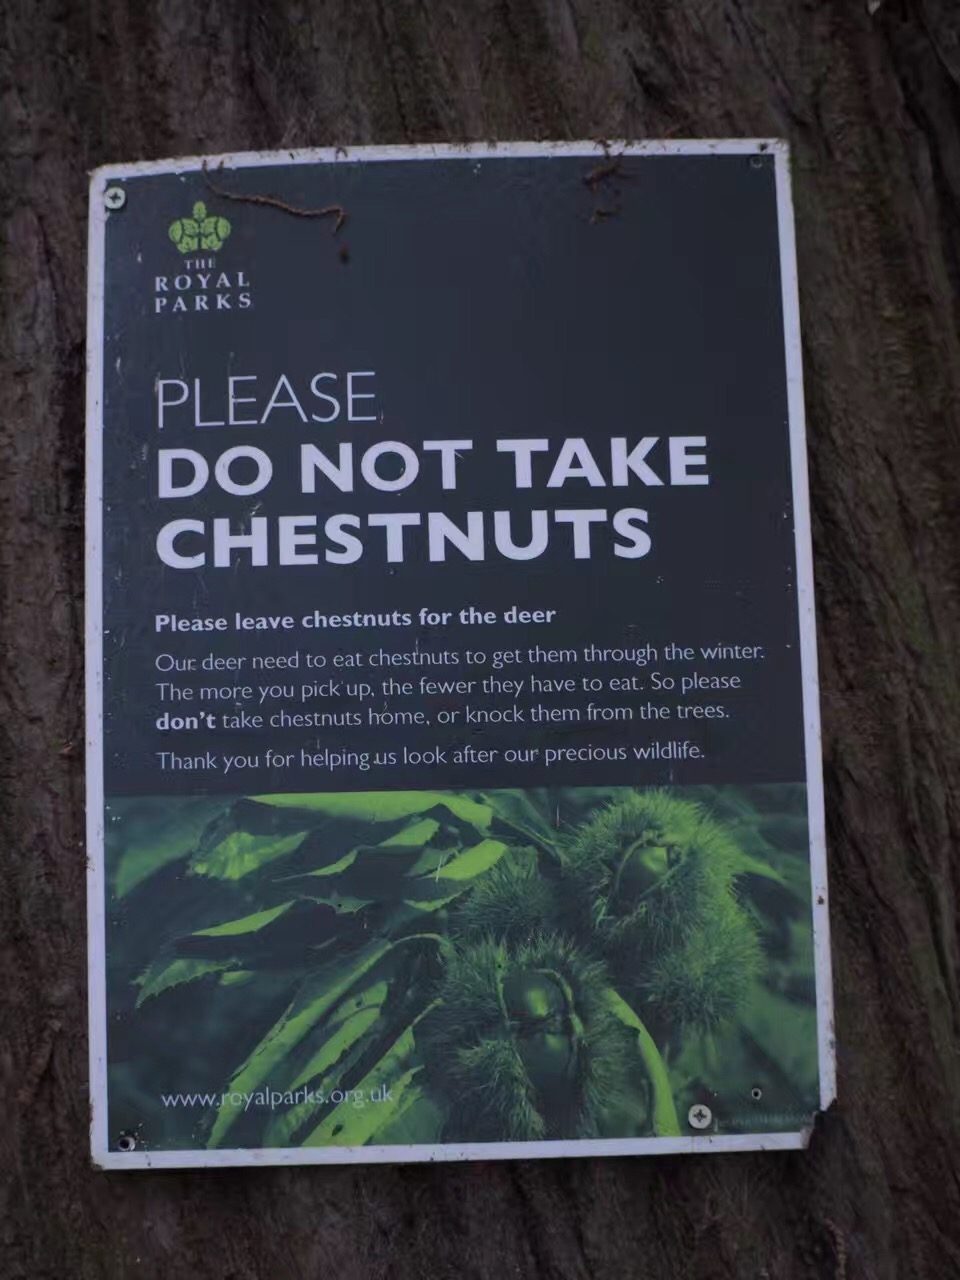 THE
ROYAL
PARKS
PLEASE
DO NOT TAKE
CHESTNUTS
Please leave chestnuts for the deer
Our deer need to eat chestnuts to get them through the winter.
The more you pick up, the fewer they have to eat. So please
don't take chestnuts home, or knock them from the trees.
Thank you for helping us look after our precious wildlife.
www.royalparks.org.uk